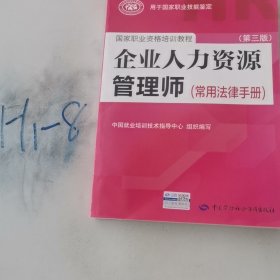 用于国家职业技能鉴定
国家职业资格培训教程
(第三版)
企业人力资源
管理师(常用法律手册)
中国就业培训技术指导中心 组织编写
H1-8